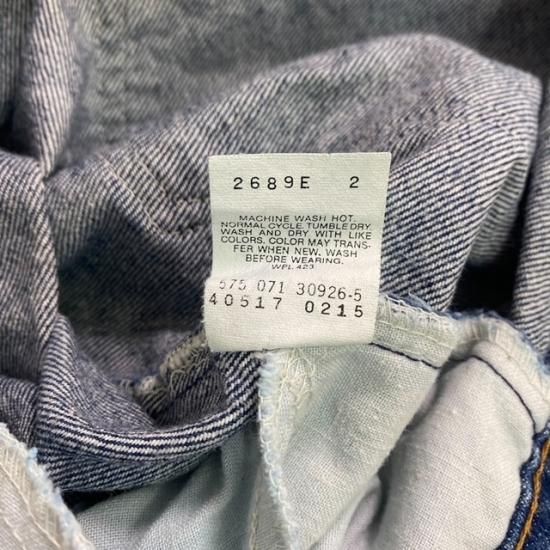 2689E 2
MACHINE WASH HOT.
NORMAL CYCLE. TUMBLE DRY.
WASH AND DRY WITH LIKE
COLORS. COLOR MAY TRANS-
FER WHEN NEW. WASH
BEFORE WEARING.
WPL 423
575 071 30926-5
40517 0215